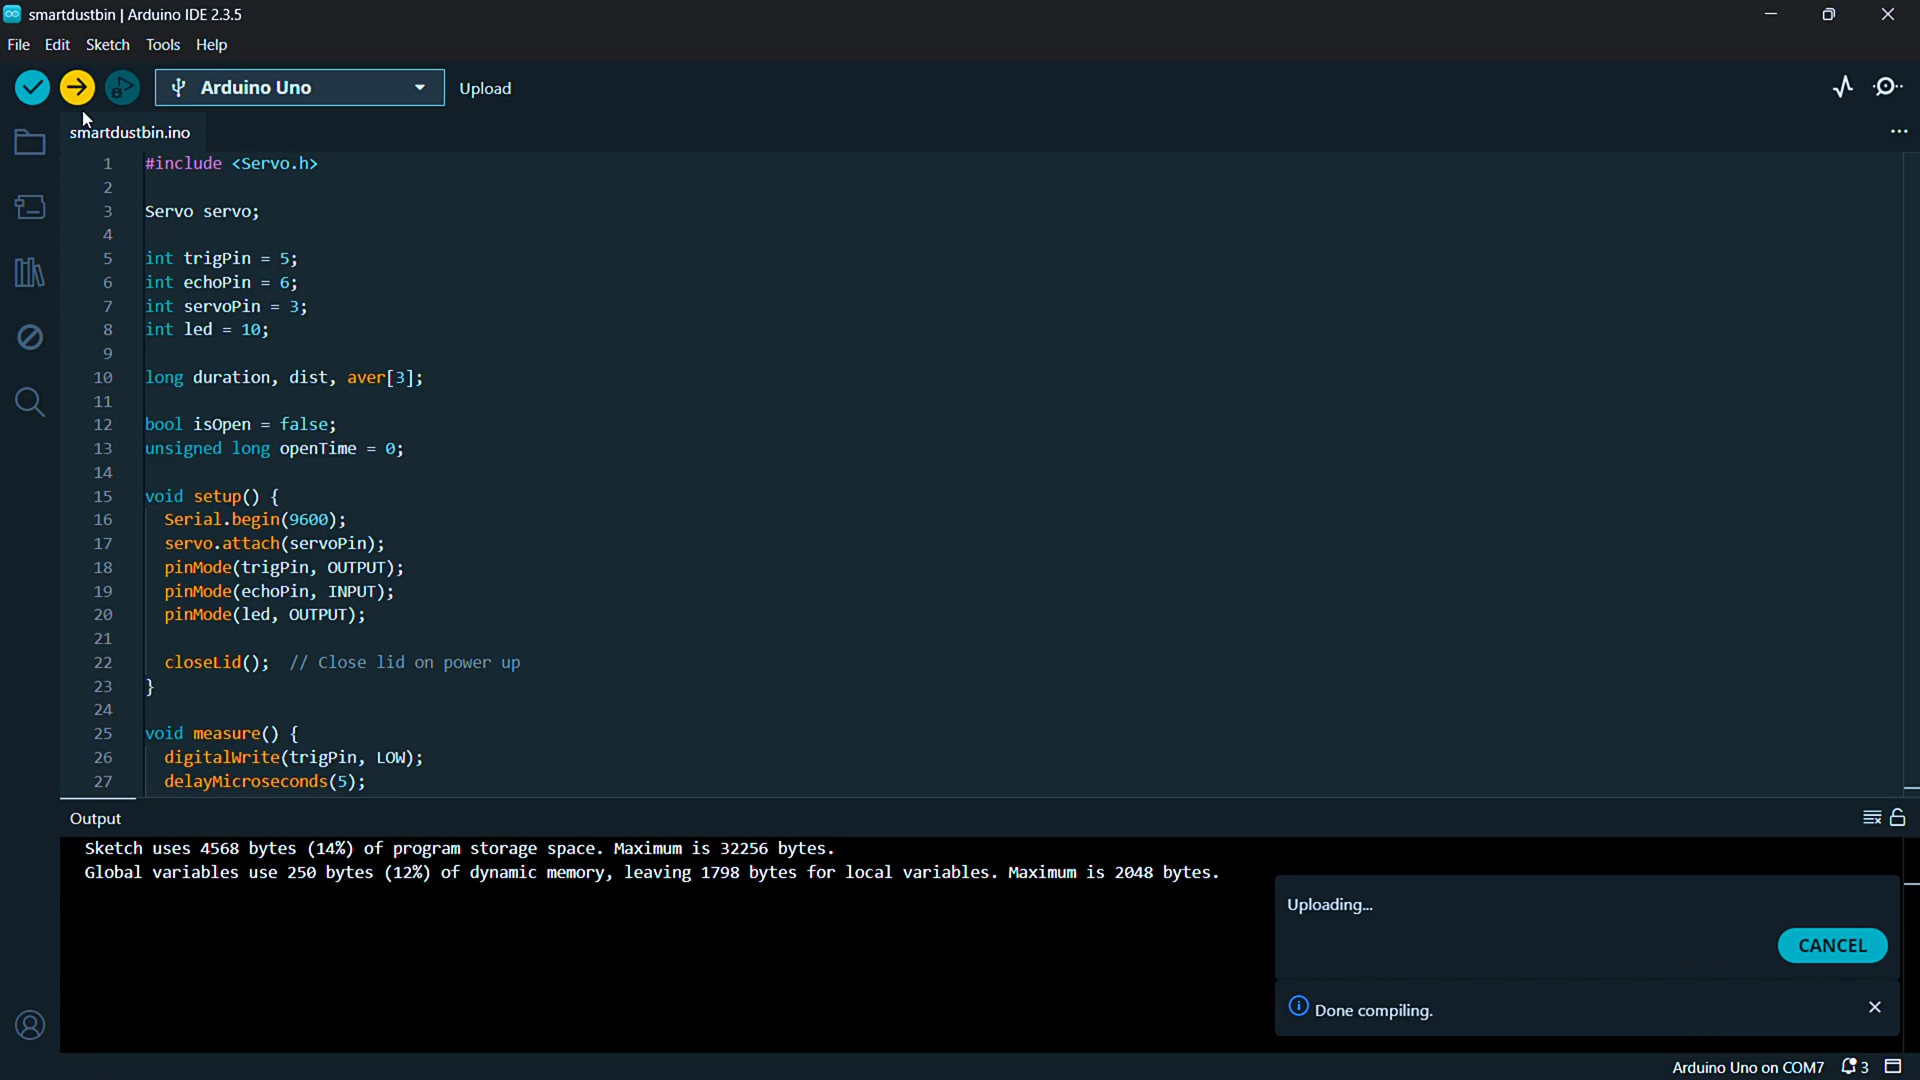 smartdustbin | Arduino IDE 2.3.5
File Edit Sketch Tools Help
Arduino Uno
Upload
smartdustbin.ino
1 #include <Servo.h>
2
3 Servo servo;
4
5 int trigPin = 5;
6 int echoPin = 6;
7 int servoPin = 3;
8 int led = 10;
9
10 long duration, dist, aver[3];
11
12 bool isOpen = false;
13 unsigned long openTime = 0;
14
15 void setup() {
16 Serial.begin(9600);
17 servo.attach(servoPin);
18 pinMode(trigPin, OUTPUT);
19 pinMode(echoPin, INPUT);
20 pinMode(led, OUTPUT);
21
22 closeLid(); // Close lid on power up
23 }
24
25 void measure() {
26 digitalWrite(trigPin, LOW);
27 delayMicroseconds(5);
Output
Sketch uses 4568 bytes (14%) of program storage space. Maximum is 32256 bytes.
Global variables use 250 bytes (12%) of dynamic memory, leaving 1798 bytes for local variables. Maximum is 2048 bytes.
Uploading...
CANCEL
Done compiling.
Arduino Uno on COM7 3